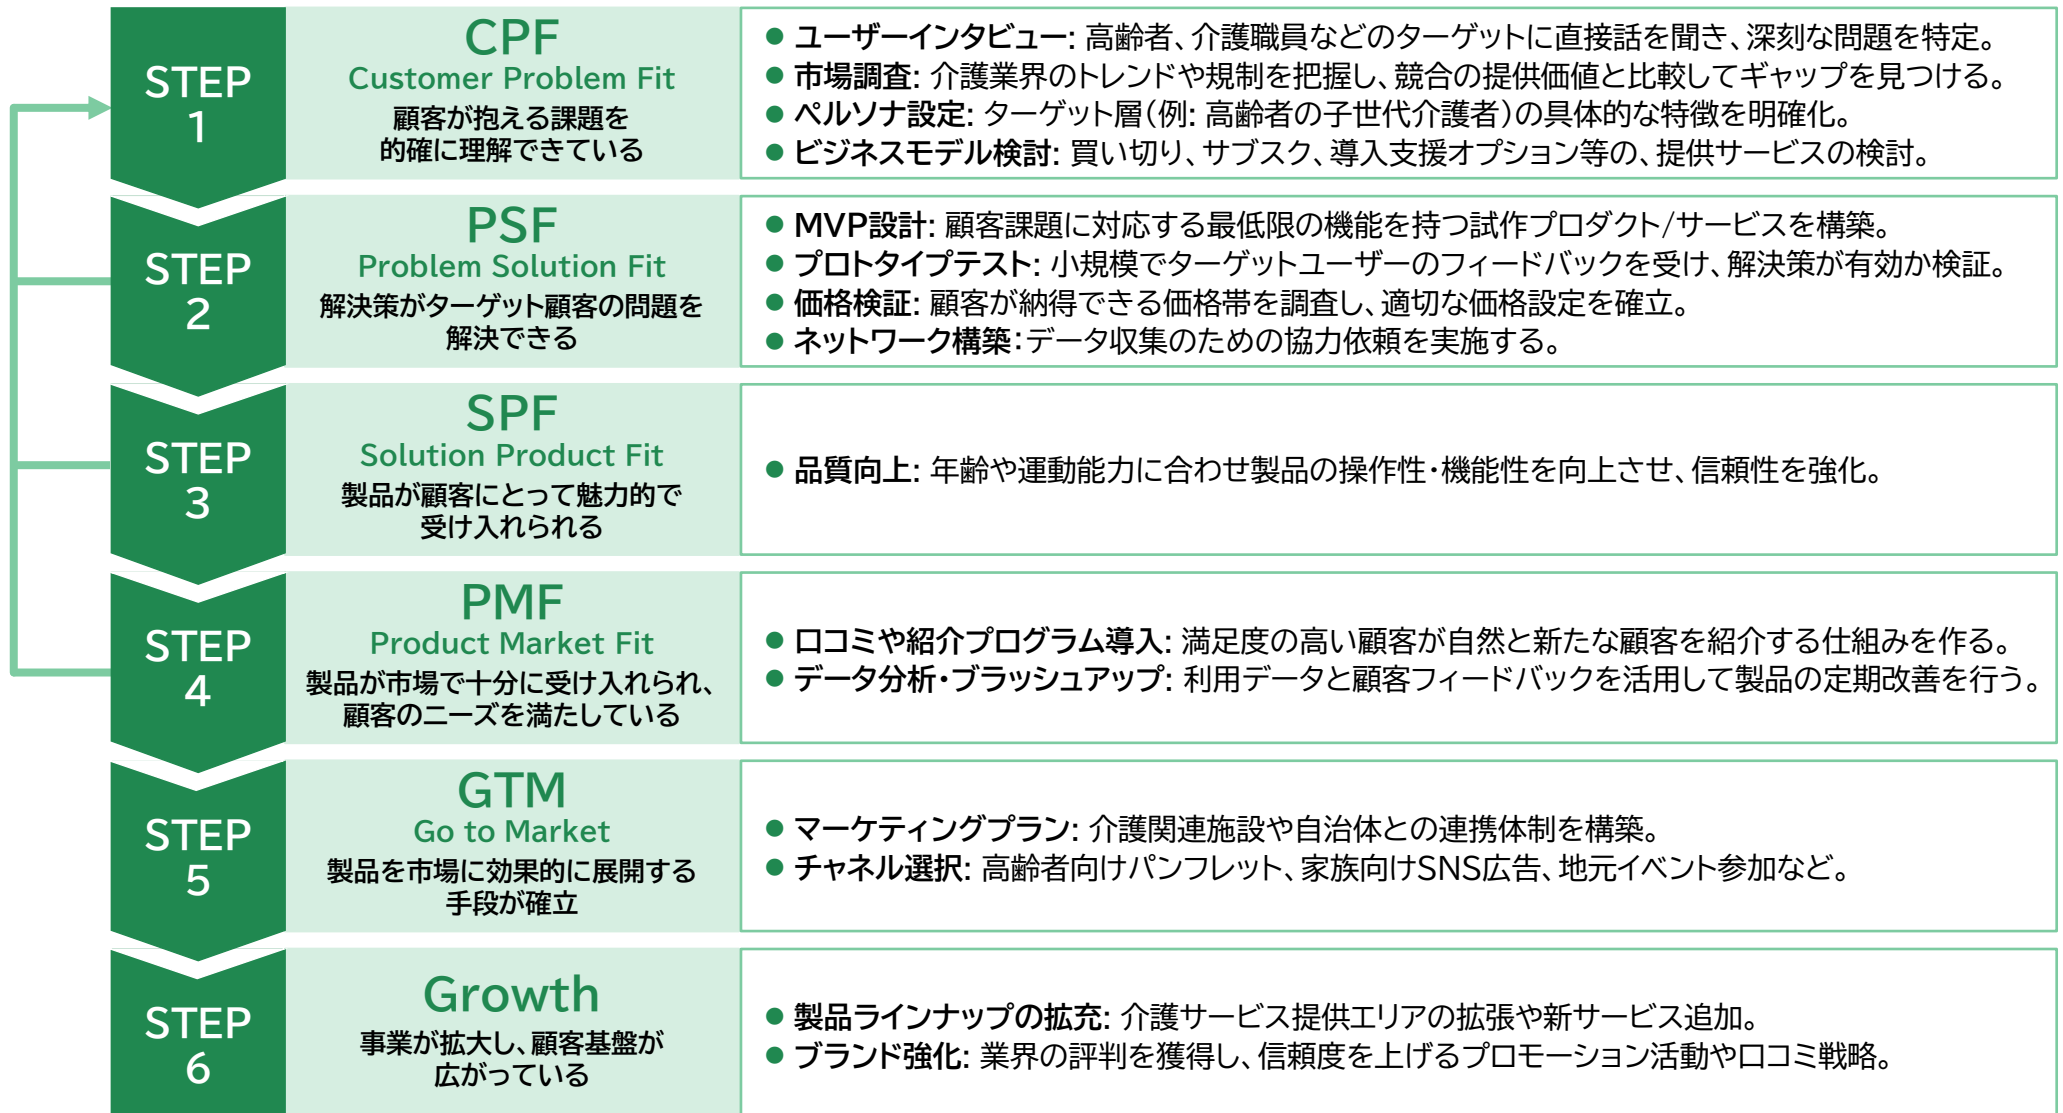 STEP
1
CPF
Customer Problem Fit
顧客が抱える課題を
的確に理解できている
● ユーザーインタビュー: 高齢者、介護職員などのターゲットに直接話を聞き、深刻な問題を特定。
● 市場調査: 介護業界のトレンドや規制を把握し、競合の提供価値と比較してギャップを見つける。
● ペルソナ設定: ターゲット層(例: 高齢者の子世代介護者)の具体的な特徴を明確化。
● ビジネスモデル検討: 買い切り、サブスク、導入支援オプション等の、提供サービスの検討。
STEP
2
PSF
Problem Solution Fit
解決策がターゲット顧客の問題を
解決できる
● MVP設計: 顧客課題に対応する最低限の機能を持つ試作プロダクト/サービスを構築。
● プロトタイプテスト: 小規模でターゲットユーザーのフィードバックを受け、解決策が有効か検証。
● 価格検証: 顧客が納得できる価格帯を調査し、適切な価格設定を確立。
● ネットワーク構築：データ収集のための協力依頼を実施する。
STEP
3
SPF
Solution Product Fit
製品が顧客にとって魅力的で
受け入れられる
● 品質向上: 年齢や運動能力に合わせ製品の操作性・機能性を向上させ、信頼性を強化。
STEP
4
PMF
Product Market Fit
製品が市場で十分に受け入れられ、
顧客のニーズを満たしている
● 口コミや紹介プログラム導入: 満足度の高い顧客が自然と新たな顧客を紹介する仕組みを作る。
● データ分析・ブラッシュアップ: 利用データと顧客フィードバックを活用して製品の定期改善を行う。
STEP
5
GTM
Go to Market
製品を市場に効果的に展開する
手段が確立
● マーケティングプラン: 介護関連施設や自治体との連携体制を構築。
● チャネル選択: 高齢者向けパンフレット、家族向けSNS広告、地元イベント参加など。
STEP
6
Growth
事業が拡大し、顧客基盤が
広がっている
● 製品ラインナップの拡充: 介護サービス提供エリアの拡張や新サービス追加。
● ブランド強化: 業界の評判を獲得し、信頼度を上げるプロモーション活動や口コミ戦略。